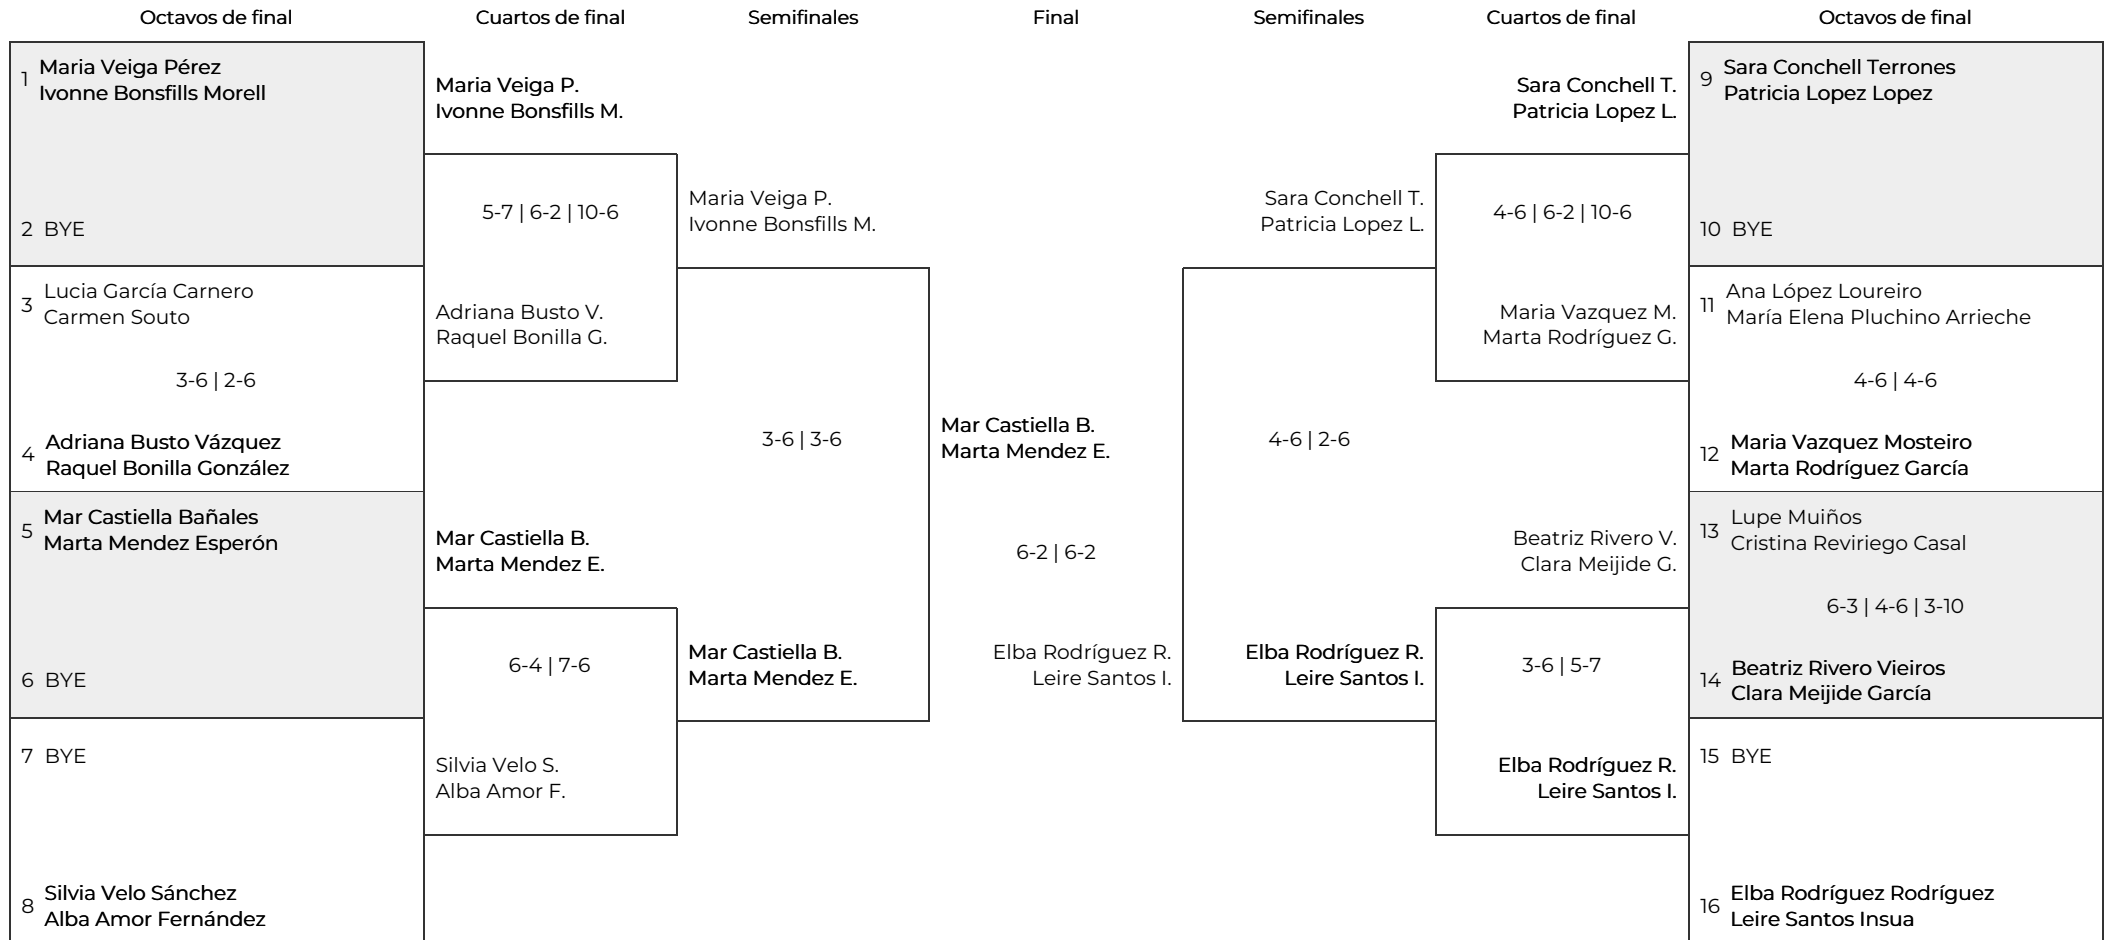 Octavos de final
Cuartos de final
Semifinales
Final
Semifinales
Cuartos de final
Octavos de final
1 Maria Veiga Pérez
Ivonne Bonsfills Morell
2 BYE
3 Lucia García Carnero
Carmen Souto
3-6 | 2-6
4 Adriana Busto Vázquez
Raquel Bonilla González
5 Mar Castiella Bañales
Marta Mendez Esperón
6 BYE
7 BYE
8 Silvia Velo Sánchez
Alba Amor Fernández
Maria Veiga P.
Ivonne Bonsfills M.
5-7 | 6-2 | 10-6
Adriana Busto V.
Raquel Bonilla G.
Mar Castiella B.
Marta Mendez E.
6-4 | 7-6
Silvia Velo S.
Alba Amor F.
Maria Veiga P.
Ivonne Bonsfills M.
3-6 | 3-6
Mar Castiella B.
Marta Mendez E.
Mar Castiella B.
Marta Mendez E.
6-2 | 6-2
Elba Rodríguez R.
Leire Santos I.
Sara Conchell T.
Patricia Lopez L.
4-6 | 2-6
Elba Rodríguez R.
Leire Santos I.
Sara Conchell T.
Patricia Lopez L.
4-6 | 6-2 | 10-6
Maria Vazquez M.
Marta Rodríguez G.
Beatriz Rivero V.
Clara Meijide G.
3-6 | 5-7
Elba Rodríguez R.
Leire Santos I.
9 Sara Conchell Terrones
Patricia Lopez Lopez
10 BYE
11 Ana López Loureiro
María Elena Pluchino Arrieche
4-6 | 4-6
12 Maria Vazquez Mosteiro
Marta Rodríguez García
13 Lupe Muiños
Cristina Reviriego Casal
6-3 | 4-6 | 3-10
14 Beatriz Rivero Vieiros
Clara Meijide García
15 BYE
16 Elba Rodríguez Rodríguez
Leire Santos Insua